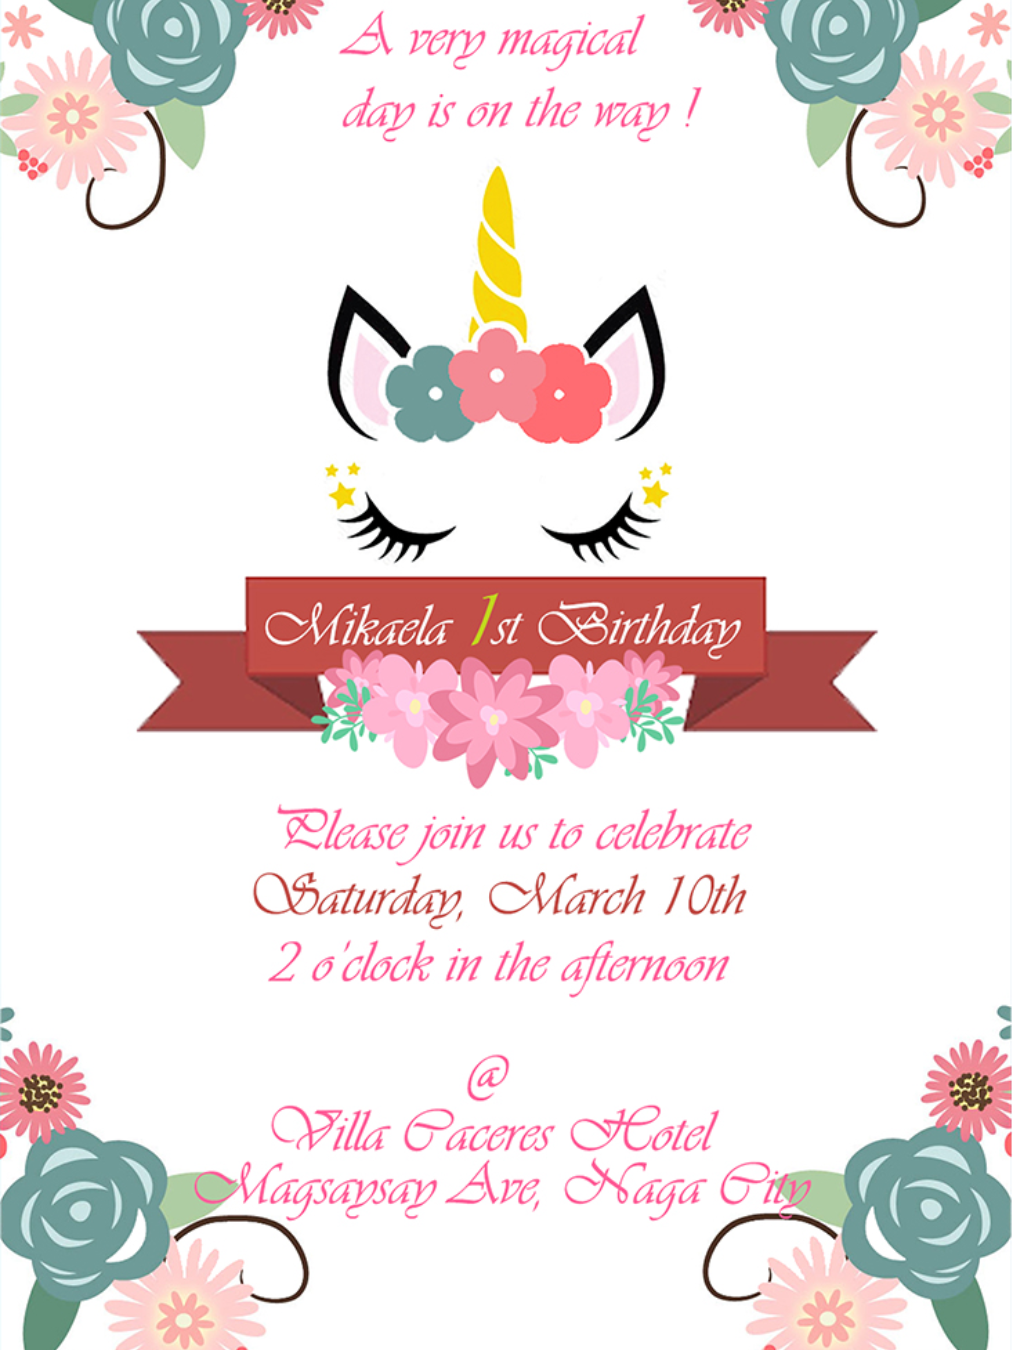 A very magical
day is on the way !
Mikaela 1st Birthday
Please join us to celebrate
Saturday, March 10th
2 o'clock in the afternoon
@
Villa Caceres Hotel
Magsaysay Ave, Naga City